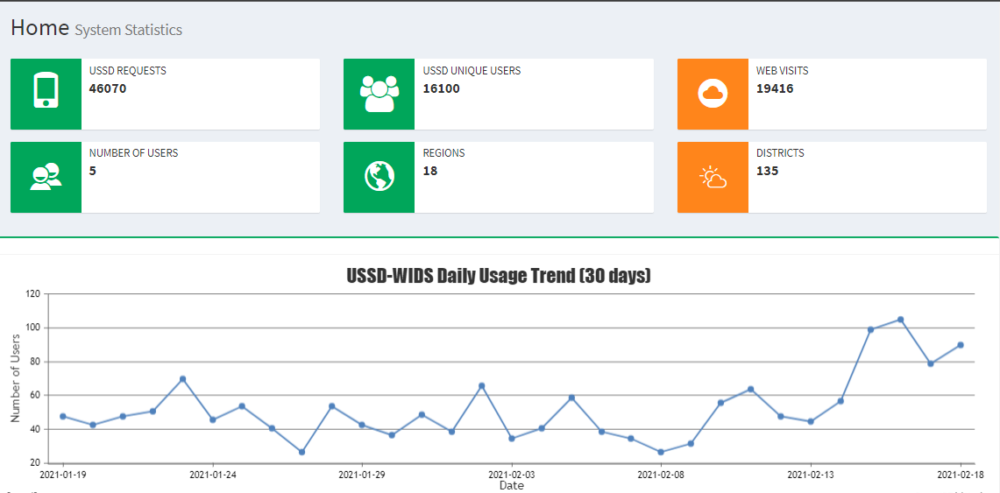 Home System Statistics
USSD REQUESTS
46070
USSD UNIQUE USERS
16100
WEB VISITS
19416
NUMBER OF USERS
5
REGIONS
18
DISTRICTS
135
USSD-WIDS Daily Usage Trend (30 days)
120
100
80
60
40
20
Number of Users
2021-01-19 2021-01-24 2021-01-29 2021-02-03 2021-02-08 2021-02-13 2021-02-18
Date